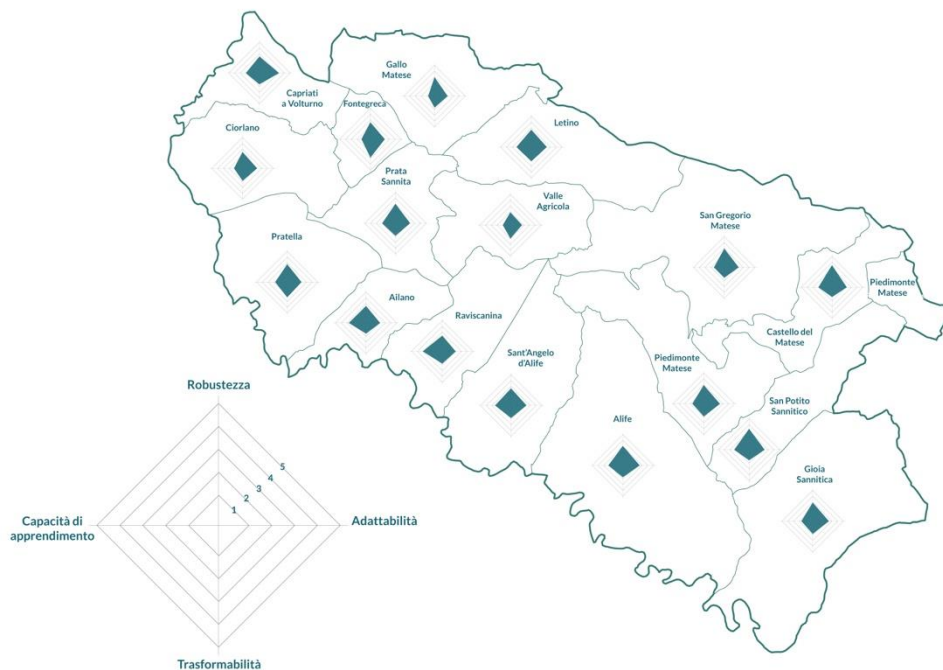 Gallo
Matese
Capriati
a Volturno
Fontegreca
Letino
Ciorlano
Prata
Sannita
Valle
Agricola
San Gregorio
Matese
Pratella
Piedimonte
Matese
Ailano
Raviscanina
Castello del
Matese
Sant'Angelo
d'Alife
Piedimonte
Matese
San Potito
Sannitico
Alife
Gioia
Sannitica
Robustezza
5
4
3
2
1
Capacità di
apprendimento
Adattabilità
Trasformabilità